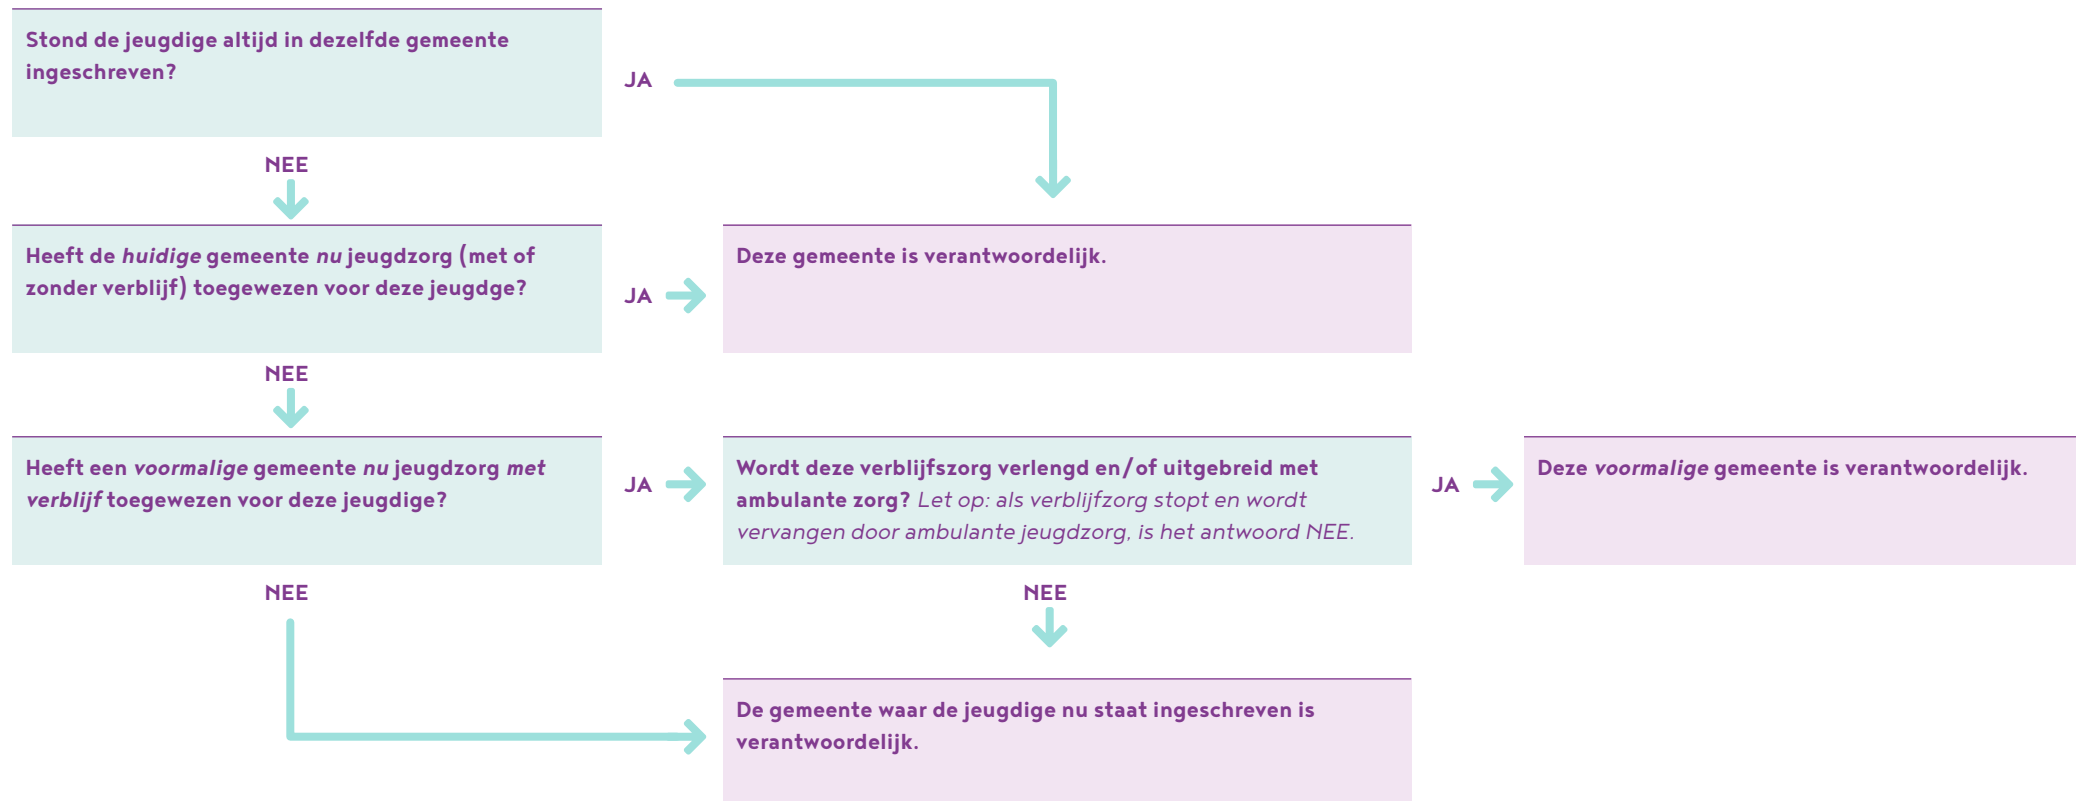 Stond de jeugdige altijd in dezelfde gemeente
ingeschreven?
JA
NEE
Heeft de huidige gemeente nu jeugdzorg (met of
zonder verblijf) toegewezen voor deze jeugdge?
JA
Deze gemeente is verantwoordelijk.
NEE
Heeft een voormalige gemeente nu jeugdzorg met
verblijf toegewezen voor deze jeugdige?
JA
Wordt deze verblijfszorg verlengd en/of uitgebreid met
ambulante zorg? Let op: als verblijfzorg stopt en wordt
vervangen door ambulante jeugdzorg, is het antwoord NEE.
JA
Deze voormalige gemeente is verantwoordelijk.
NEE
NEE
De gemeente waar de jeugdige nu staat ingeschreven is
verantwoordelijk.